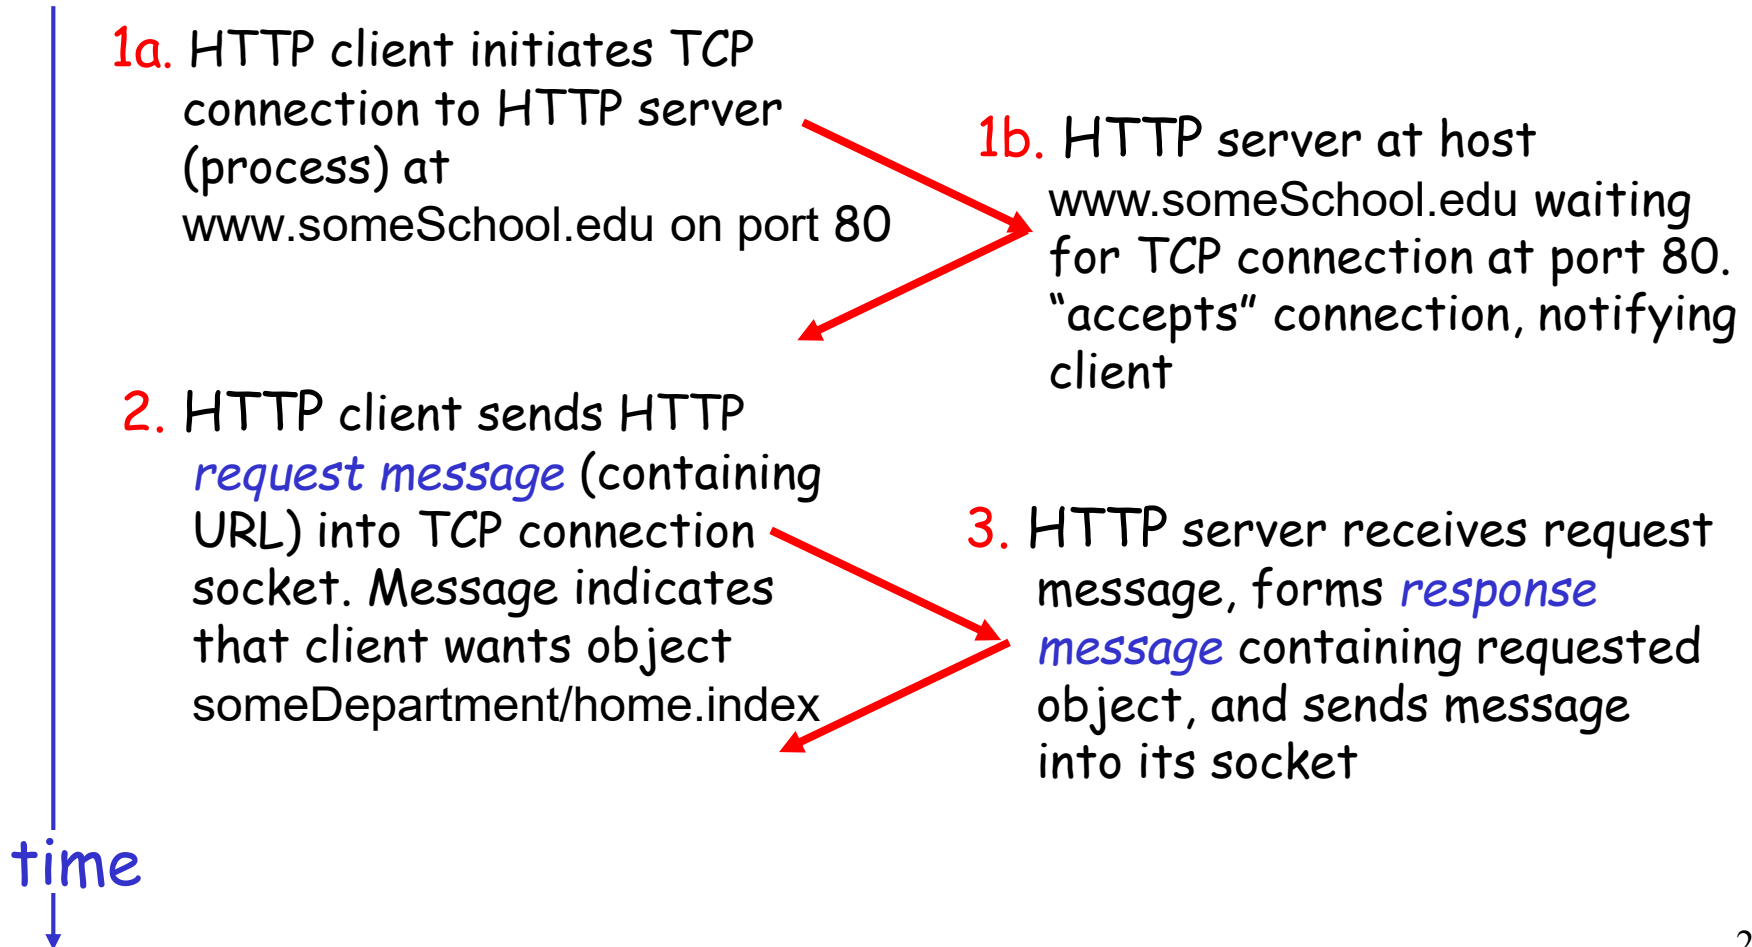 1a. HTTP client initiates TCP
connection to HTTP server
(process) at
www.someSchool.edu on port 80
1b. HTTP server at host
www.someSchool.edu waiting
for TCP connection at port 80.
“accepts” connection, notifying
client
2. HTTP client sends HTTP
request message (containing
URL) into TCP connection
socket. Message indicates
that client wants object
someDepartment/home.index
3. HTTP server receives request
message, forms response
message containing requested
object, and sends message
into its socket
time
2